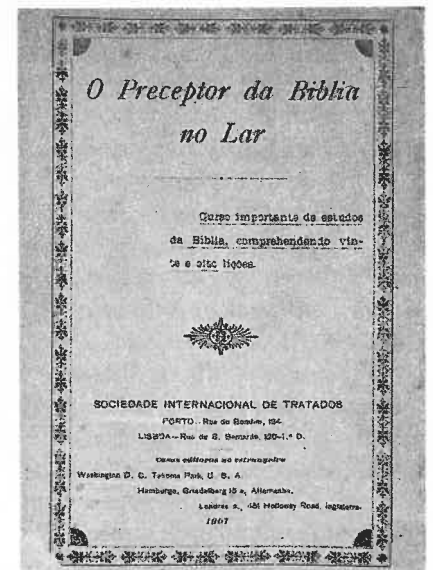 O Preceptor da Biblia
no Lar
Curso importante de estudos
da Biblia, comprehendendo vin-
te e oito lições.
SOCIEDADE INTERNACIONAL DE TRATADOS
PORTO.. Rua do Bomfim, 134
LISBOA—Rua de S. Bernardo, 120-1.º D.
Casas editoras no estrangeiro
Washington D. C. Takoma Park, U. S. A.
Hamburgo, Grindelberg 15 a, Allemanha.
Londres n., 451 Holloway Road, Inglaterra.
1907